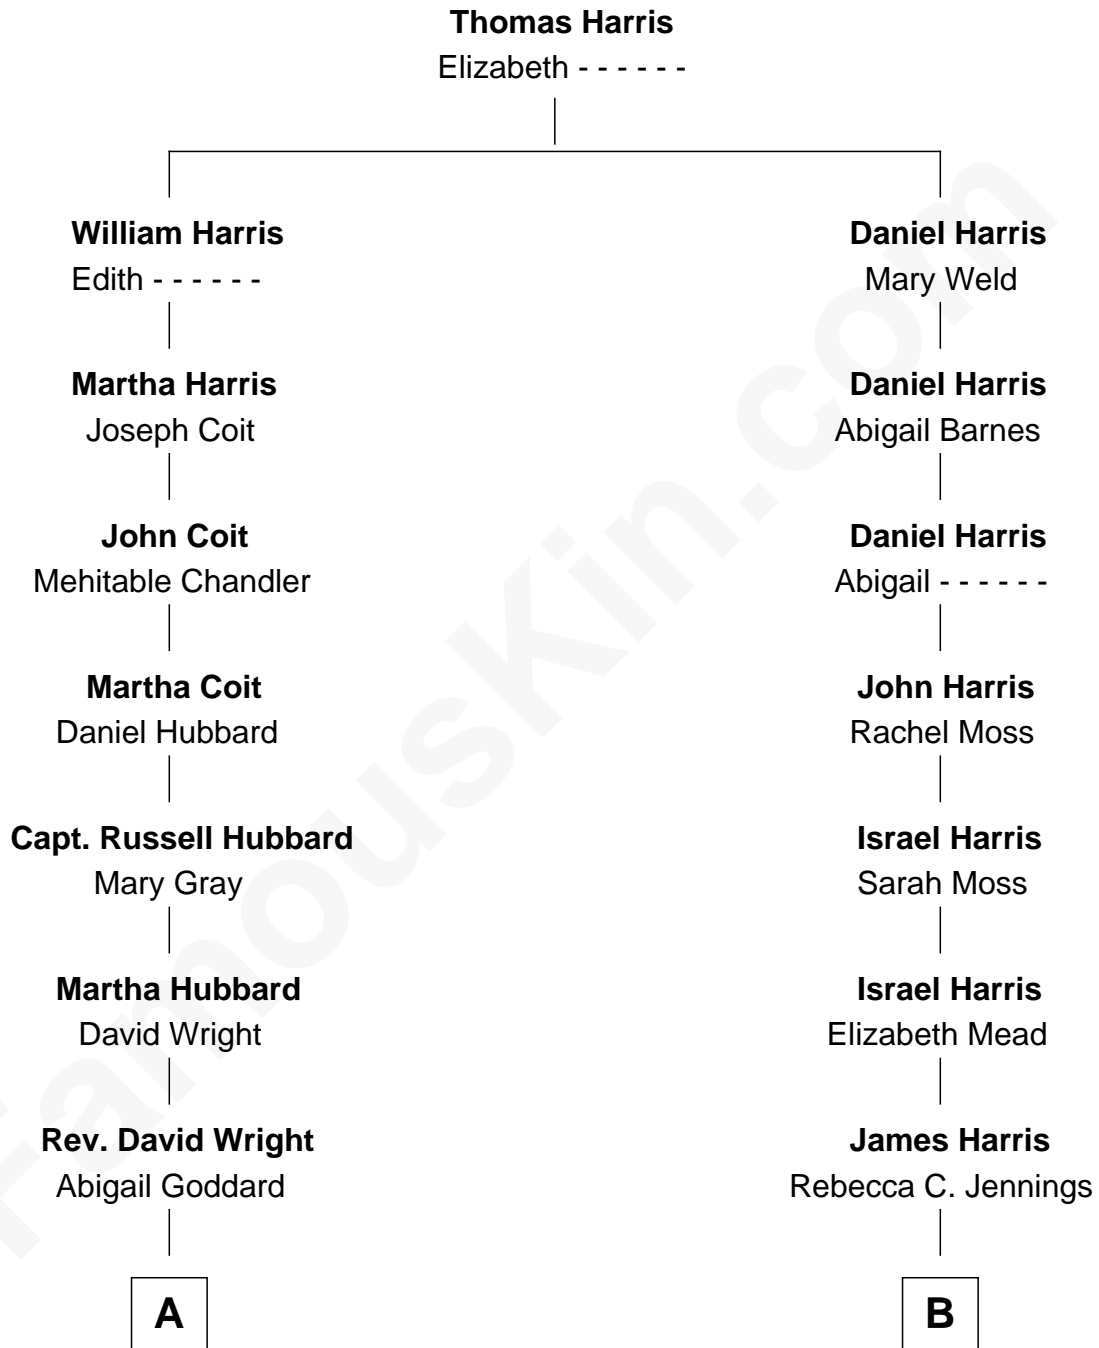 Thomas Harris
Elizabeth - - - - - -
William Harris
Edith - - - - - -
Daniel Harris
Mary Weld
Martha Harris
Joseph Coit
Daniel Harris
Abigail Barnes
John Coit
Mehitable Chandler
Daniel Harris
Abigail - - - - - -
Martha Coit
Daniel Hubbard
John Harris
Rachel Moss
Capt. Russell Hubbard
Mary Gray
Israel Harris
Sarah Moss
Martha Hubbard
David Wright
Israel Harris
Elizabeth Mead
Rev. David Wright
Abigail Goddard
James Harris
Rebecca C. Jennings
A
B
FamousKin.com